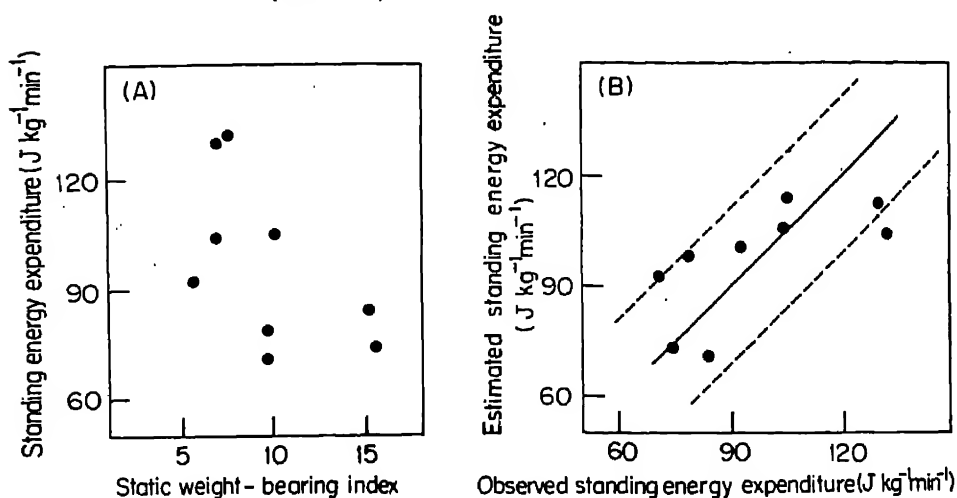 Standing energy expenditure (J kg⁻¹min⁻¹)
(A)
120
90
60
5 10 15
Static weight-bearing index
Estimated standing energy expenditure
(J kg⁻¹min⁻¹)
(B)
120
90
60
60 90 120
Observed standing energy expenditure (J kg⁻¹min⁻¹)